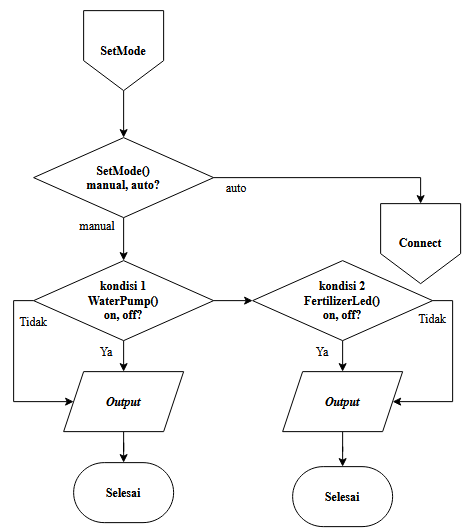 SetMode
SetMode()
manual, auto?
auto
manual
Connect
kondisi 1
WaterPump()
on, off?
kondisi 2
FertilizerLed()
on, off?
Tidak
Tidak
Ya
Ya
Output
Output
Selesai
Selesai